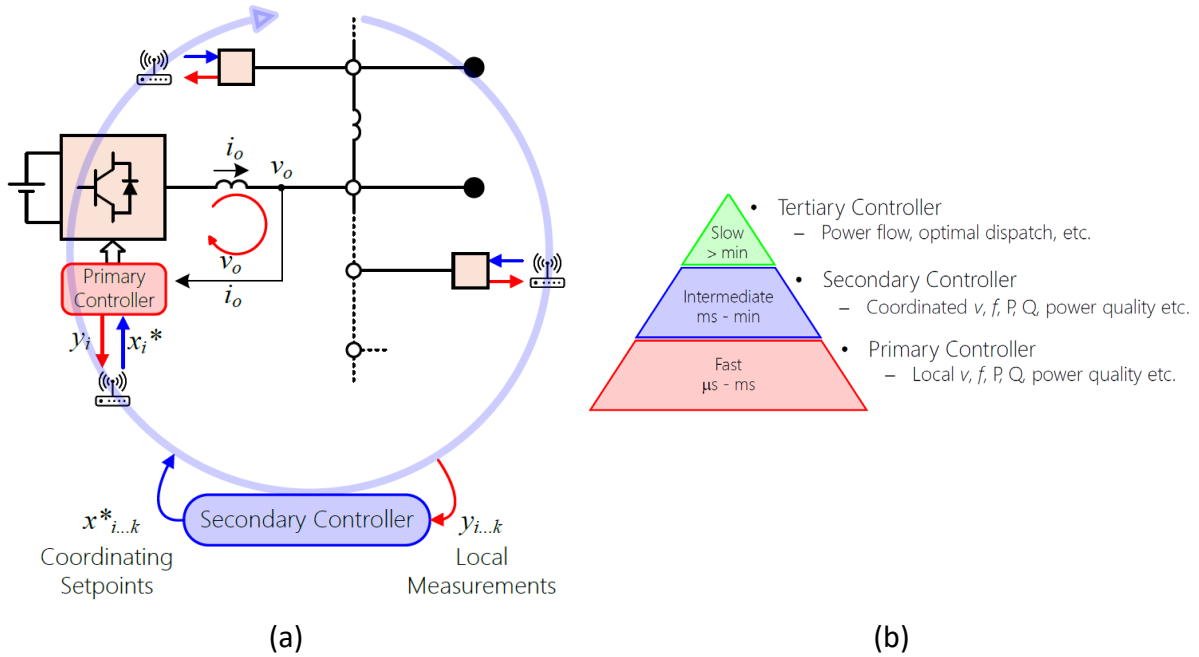 i_o
v_o
v_o
i_o
Primary
Controller
y_i
x_i*
Secondary Controller
x*_{i...k}
Coordinating
Setpoints
y_{i...k}
Local
Measurements
(a)
Slow
> min
Intermediate
ms - min
Fast
μs - ms
• Tertiary Controller
– Power flow, optimal dispatch, etc.
• Secondary Controller
– Coordinated v, f, P, Q, power quality etc.
• Primary Controller
– Local v, f, P, Q, power quality etc.
(b)